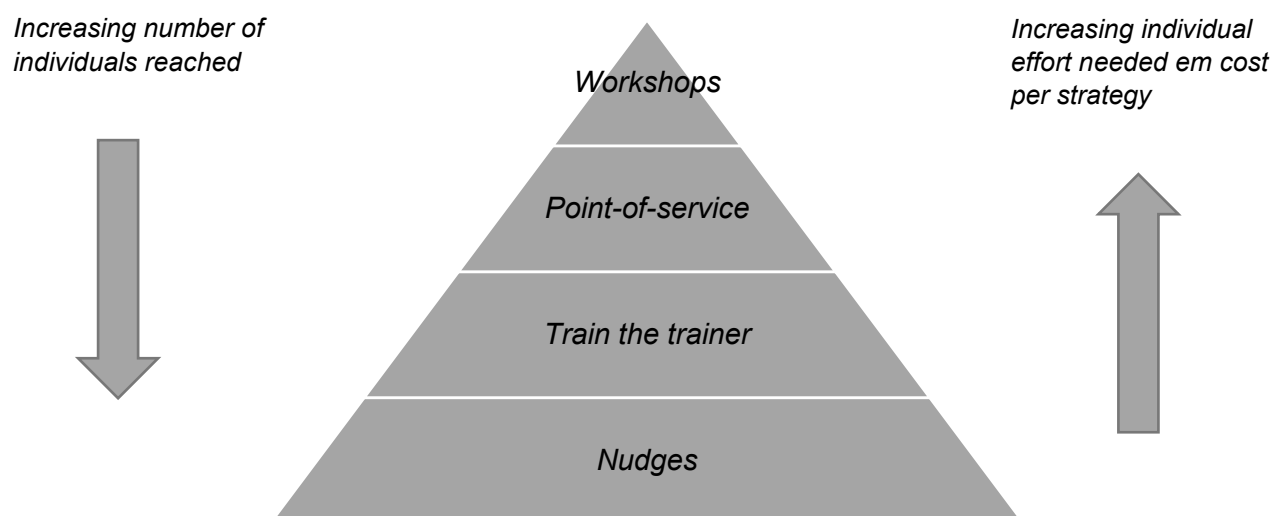 Increasing number of
individuals reached
Increasing individual
effort needed em cost
per strategy
Workshops
Point-of-service
Train the trainer
Nudges